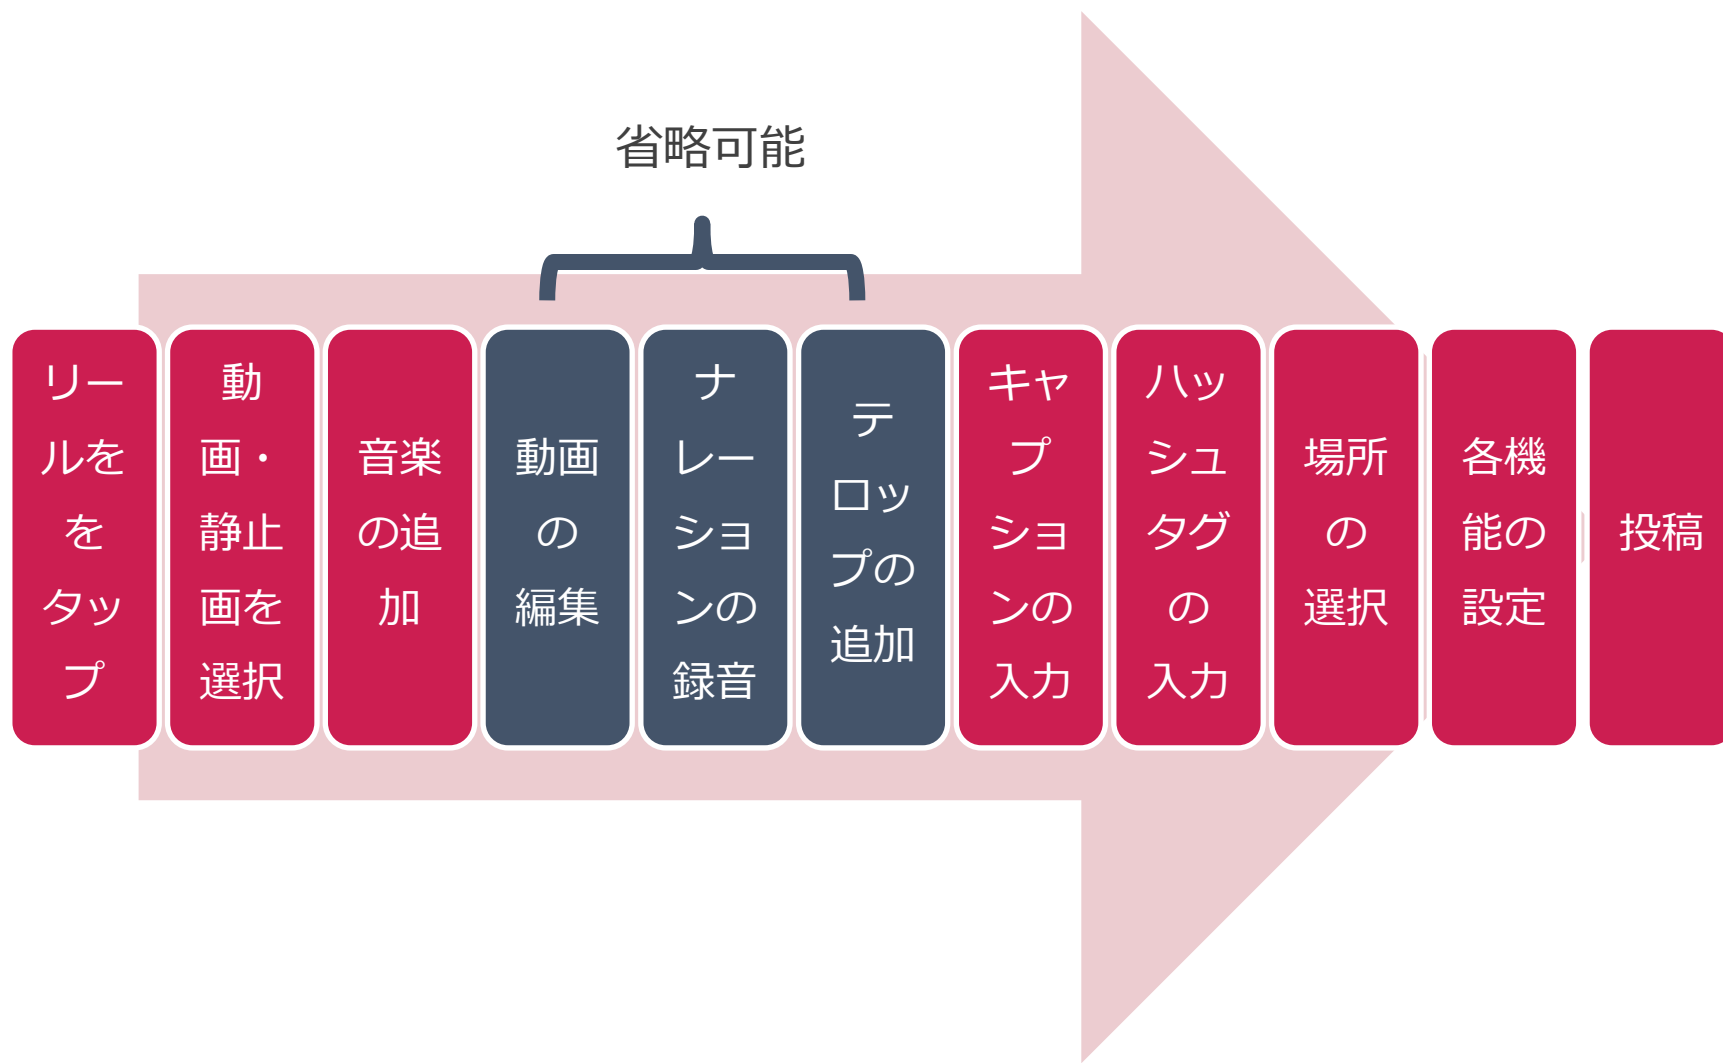 省略可能
リー
ルを
を
タッ
プ
動
画・
静止
画を
選択
音楽
の追
加
動画
の
編集
ナ
レー
ショ
ンの
録音
テ
ロッ
プの
追加
キャ
プ
ショ
ンの
入力
ハッ
シュ
タグ
の
入力
場所
の
選択
各機
能の
設定
投稿